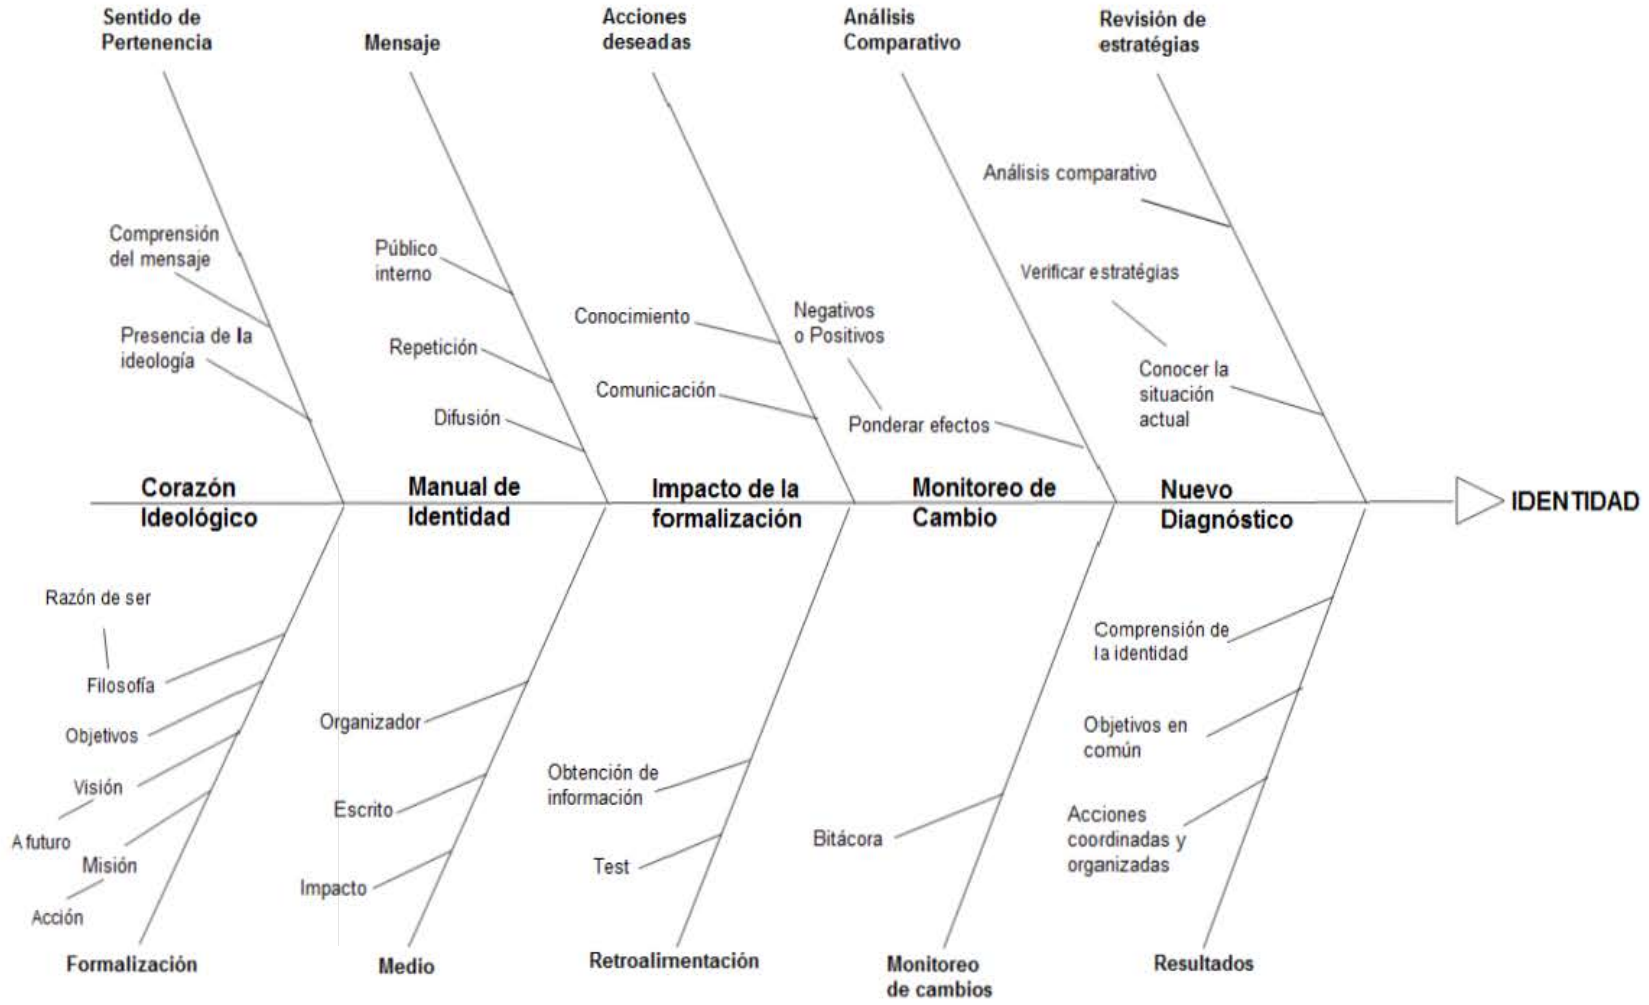 Sentido de
Pertenencia
Mensaje
Acciones
deseadas
Análisis
Comparativo
Revisión de
estratégias
Comprensión
del mensaje
Presencia de la
ideología
Público
interno
Repetición
Difusión
Conocimiento
Comunicación
Negativos
o Positivos
Ponderar efectos
Análisis comparativo
Verificar estratégias
Conocer la
situación
actual
Corazón
Ideológico
Manual de
Identidad
Impacto de la
formalización
Monitoreo de
Cambio
Nuevo
Diagnóstico
IDENTIDAD
Razón de ser
Filosofía
Objetivos
Visión
A futuro
Misión
Acción
Organizador
Escrito
Impacto
Obtención de
información
Test
Bitácora
Comprensión de
la identidad
Objetivos en
común
Acciones
coordinadas y
organizadas
Formalización
Medio
Retroalimentación
Monitoreo
de cambios
Resultados